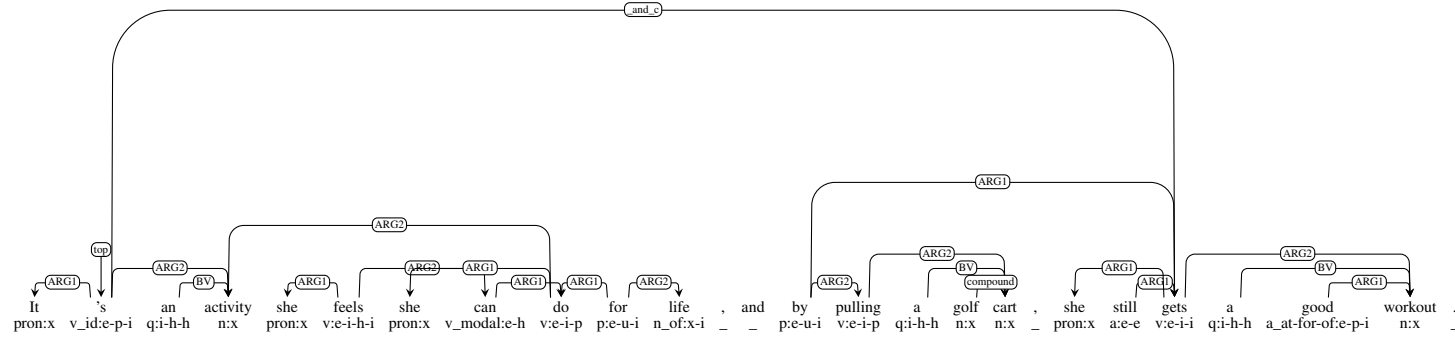 _and_c
ARG1
ARG2
top
ARG2 ARG1 ARG2 ARG1
ARG1 BV ARG1 ARG1 ARG1 ARG2 ARG2 BV compound ARG1 BV ARG1 ARG1
It 's an activity she feels she can do for life , and by pulling a golf cart , she still gets a good workout .
pron:x v_id:e-p-i q:i-h-h n:x pron:x v:e-i-h-i pron:x v_modal:e-h v:e-i-p p:e-u-i n_of:x-i _ _ p:e-u-i v:e-i-p q:i-h-h n:x n:x _ pron:x a:e-e v:e-i-i q:i-h-h a_at-for-of:e-p-i n:x _